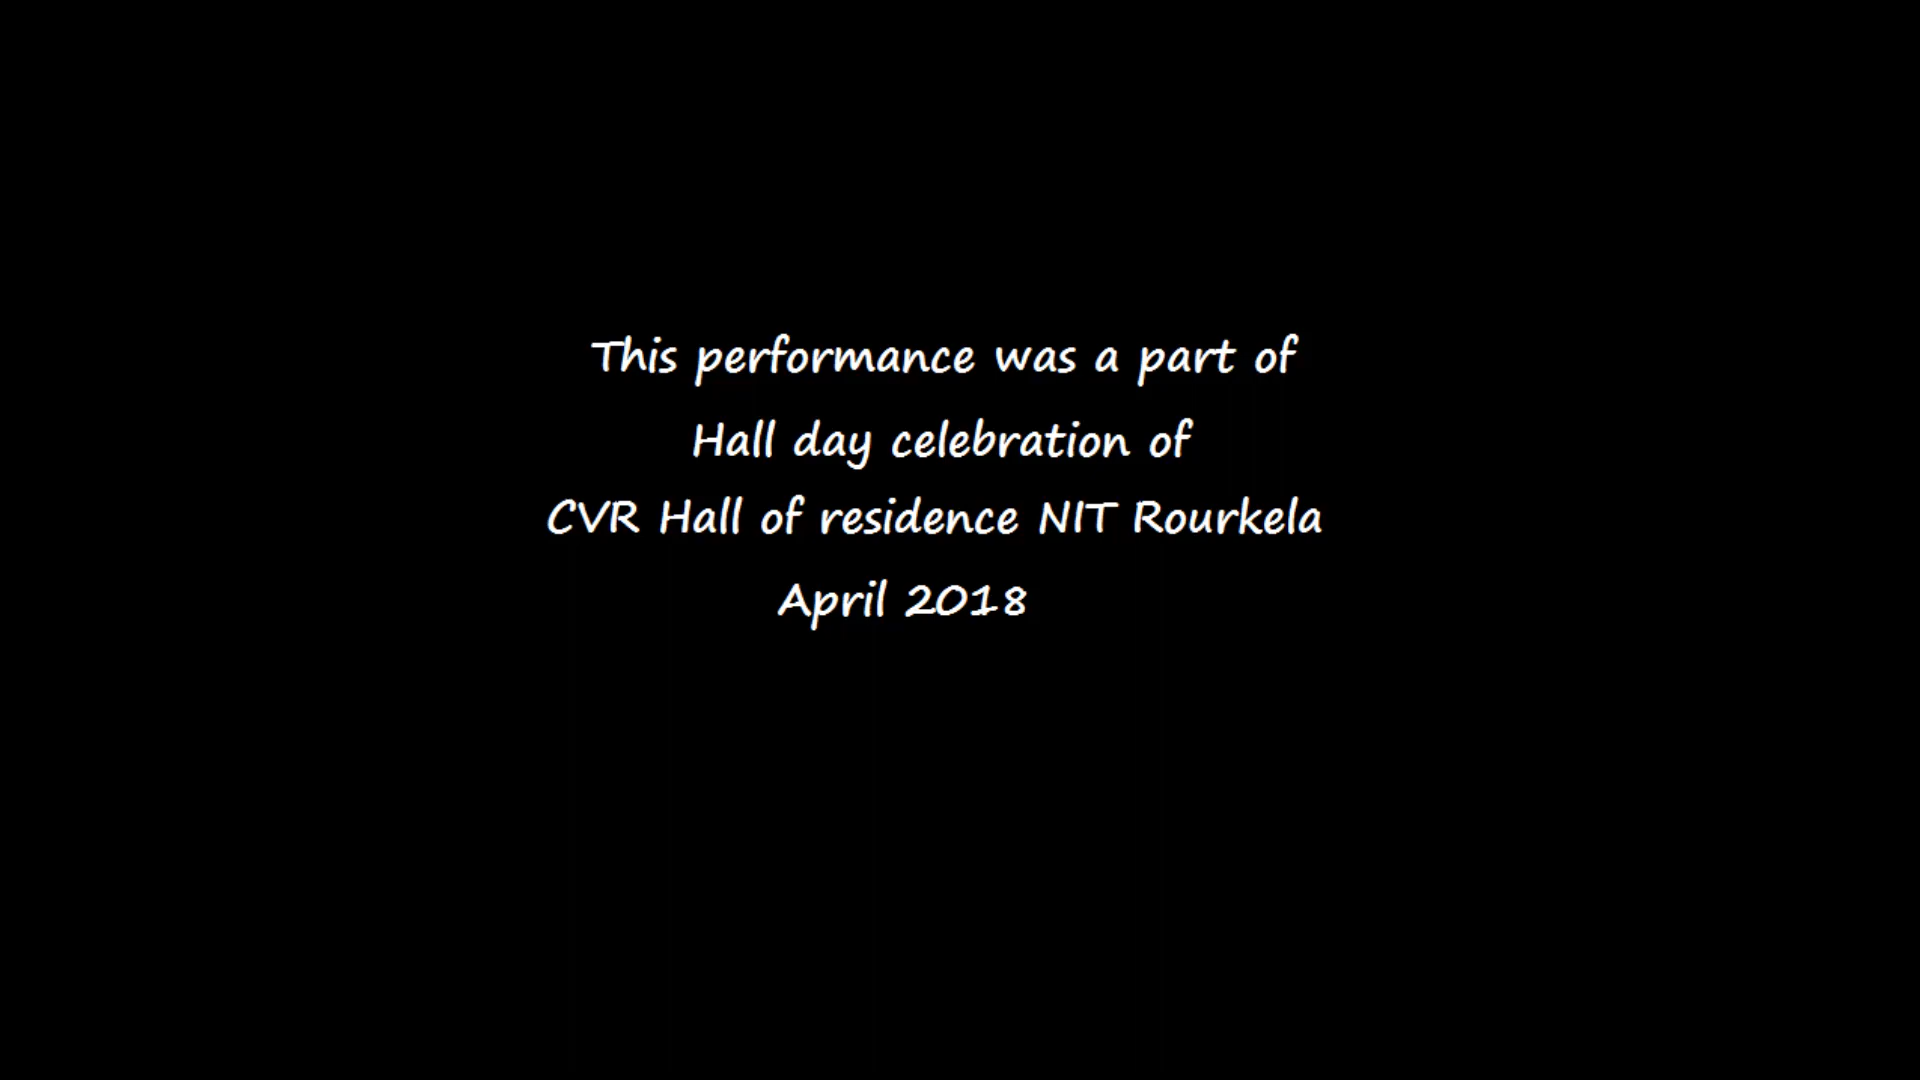 This performance was a part of
Hall day celebration of
CVR Hall of residence NIT Rourkela
April 2018